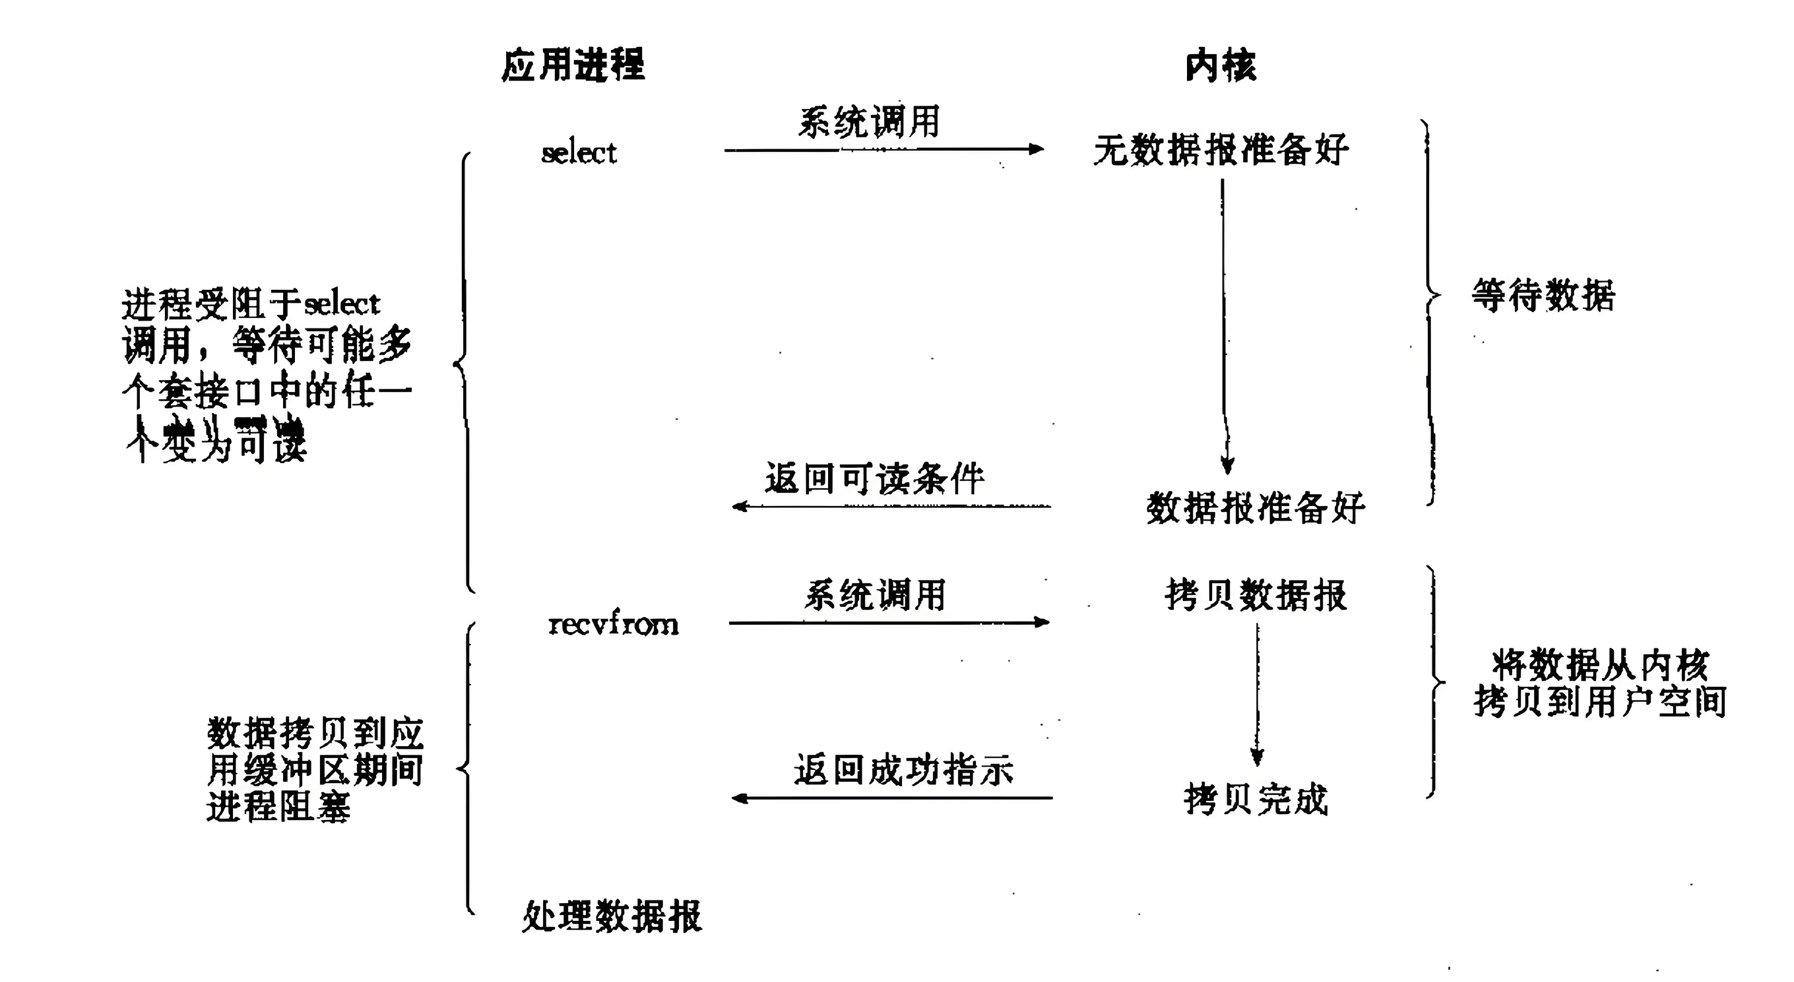 应用进程
内核
系统调用
select
无数据报准备好
进程受阻于select
调用，等待可能多
个套接口中的任一
个变为可读
等待数据
返回可读条件
数据报准备好
系统调用
拷贝数据报
recvfrom
将数据从内核
拷贝到用户空间
数据拷贝到应
用缓冲区期间
进程阻塞
返回成功指示
拷贝完成
处理数据报